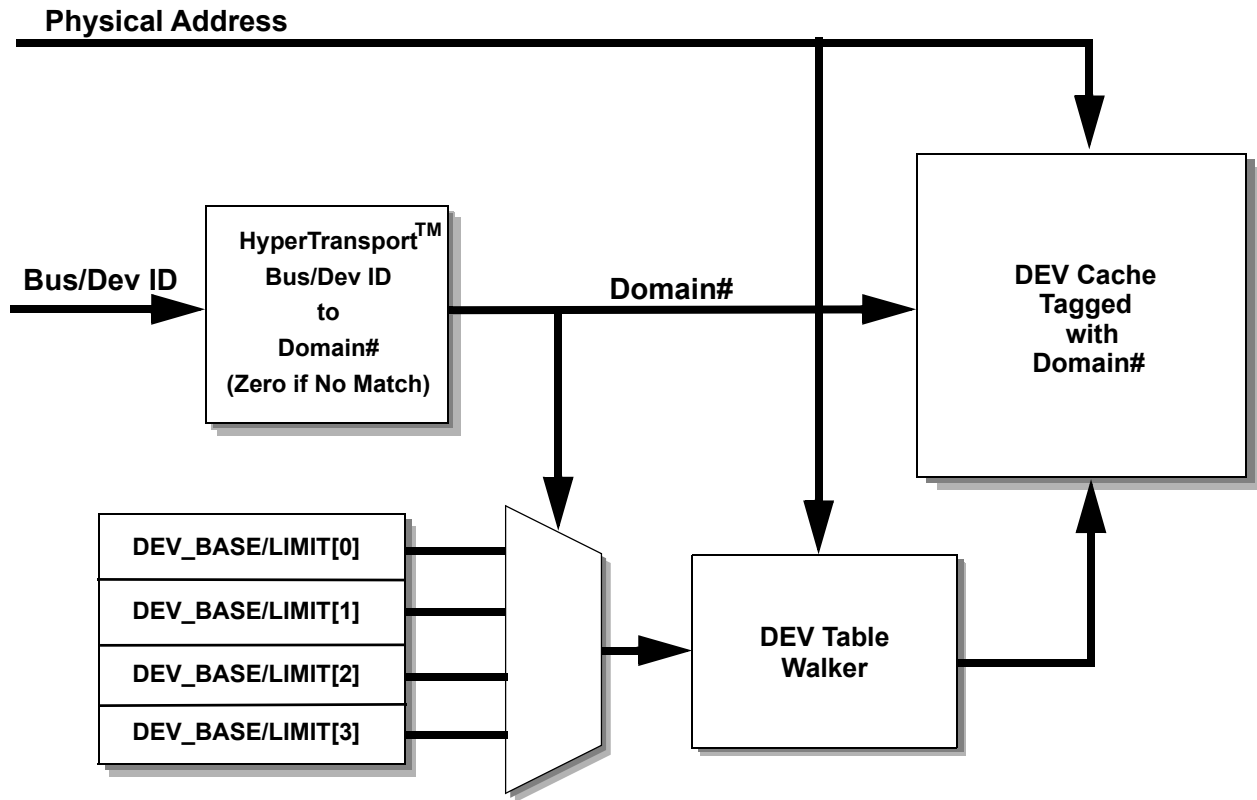 Physical Address
HyperTransport™
Bus/Dev ID
to
Domain#
(Zero if No Match)
Bus/Dev ID
Domain#
DEV Cache
Tagged
with
Domain#
DEV_BASE/LIMIT[0]
DEV_BASE/LIMIT[1]
DEV_BASE/LIMIT[2]
DEV_BASE/LIMIT[3]
DEV Table
Walker